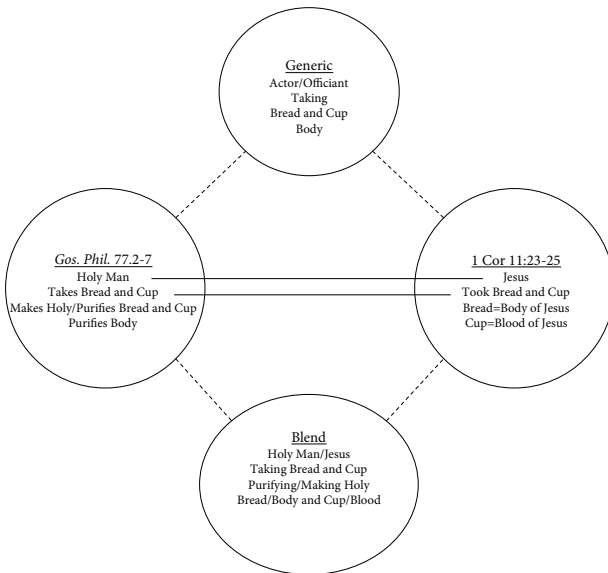 Generic
Actor/Officiant
Taking
Bread and Cup
Body
Gos. Phil. 77.2-7
Holy Man
Takes Bread and Cup
Makes Holy/Purifies Bread and Cup
Purifies Body
1 Cor 11:23-25
Jesus
Took Bread and Cup
Bread=Body of Jesus
Cup=Blood of Jesus
Blend
Holy Man/Jesus
Taking Bread and Cup
Purifying/Making Holy
Bread/Body and Cup/Blood